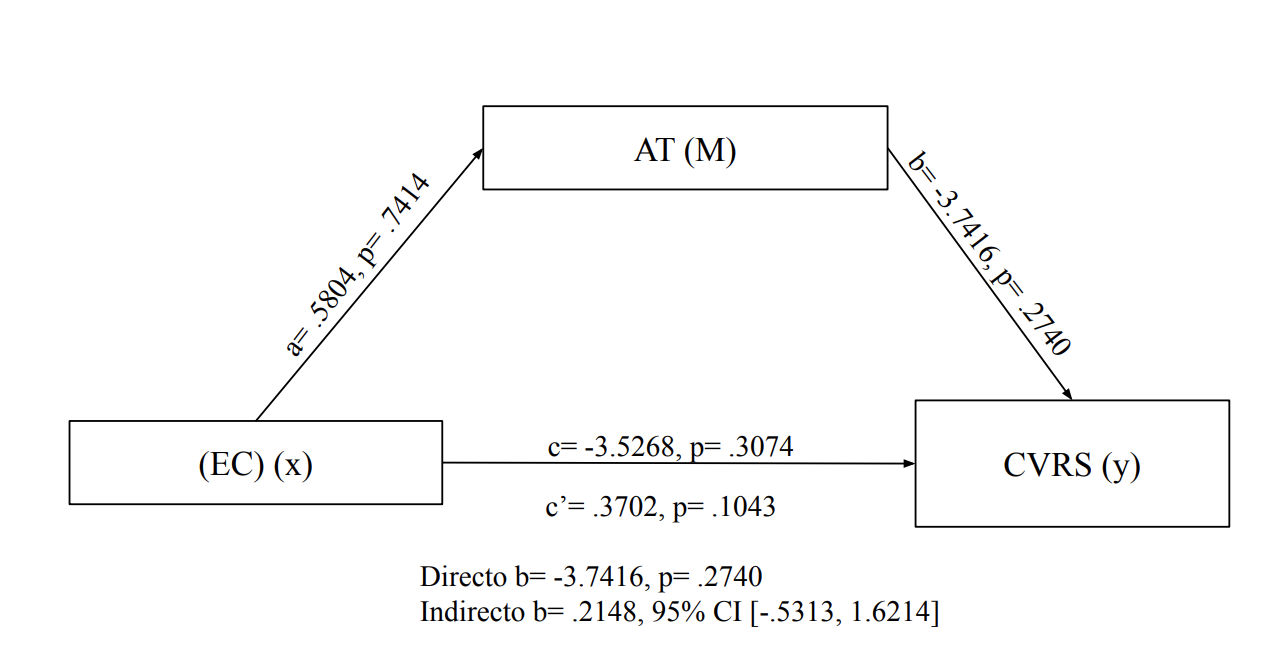 AT (M)
a= .5804, p= .7414
b= -3.7416, p= .2740
(EC) (x)
c= -3.5268, p= .3074
CVRS (y)
c’= .3702, p= .1043
Directo b= -3.7416, p= .2740
Indirecto b= .2148, 95% CI [-.5313, 1.6214]